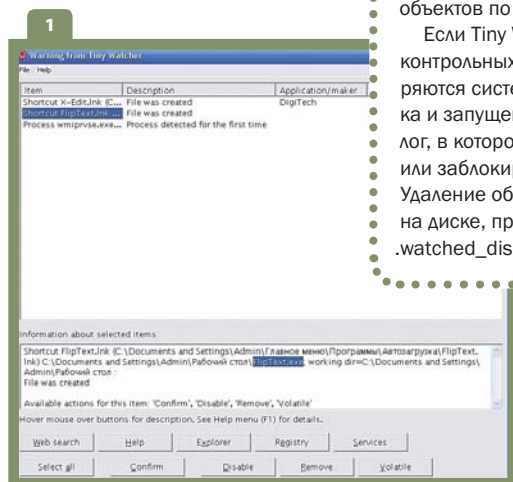 1
объектов по
Если Tiny
контрольных
ряются систе
ка и запущен
лог, в которо
или заблокир
Удаление об
на диске, пр
.watched_dis
Warning from Tiny Watcher
File Help
Item Description Application/maker
Shortcut X-Edit.lnk (C... File was created DigiTech
Shortcut FlipText.lnk ... File was created
Process wmiprvse.exe... Process detected for the first time
Information about selected items:
Shortcut FlipText.lnk (C:\Documents and Settings\Admin\Главное меню\Программы\Автозагрузка\FlipText.
lnk) C:\Documents and Settings\Admin\Рабочий стол\FlipText.exe, working dir=C:\Documents and Settings\
Admin\Рабочий стол :
File was created
Available actions for this item: 'Confirm', 'Disable', 'Remove', 'Volatile'
Hover mouse over buttons for description. See Help menu (F1) for details.
Web search Help Explorer Registry Services
Select all Confirm Disable Remove Volatile